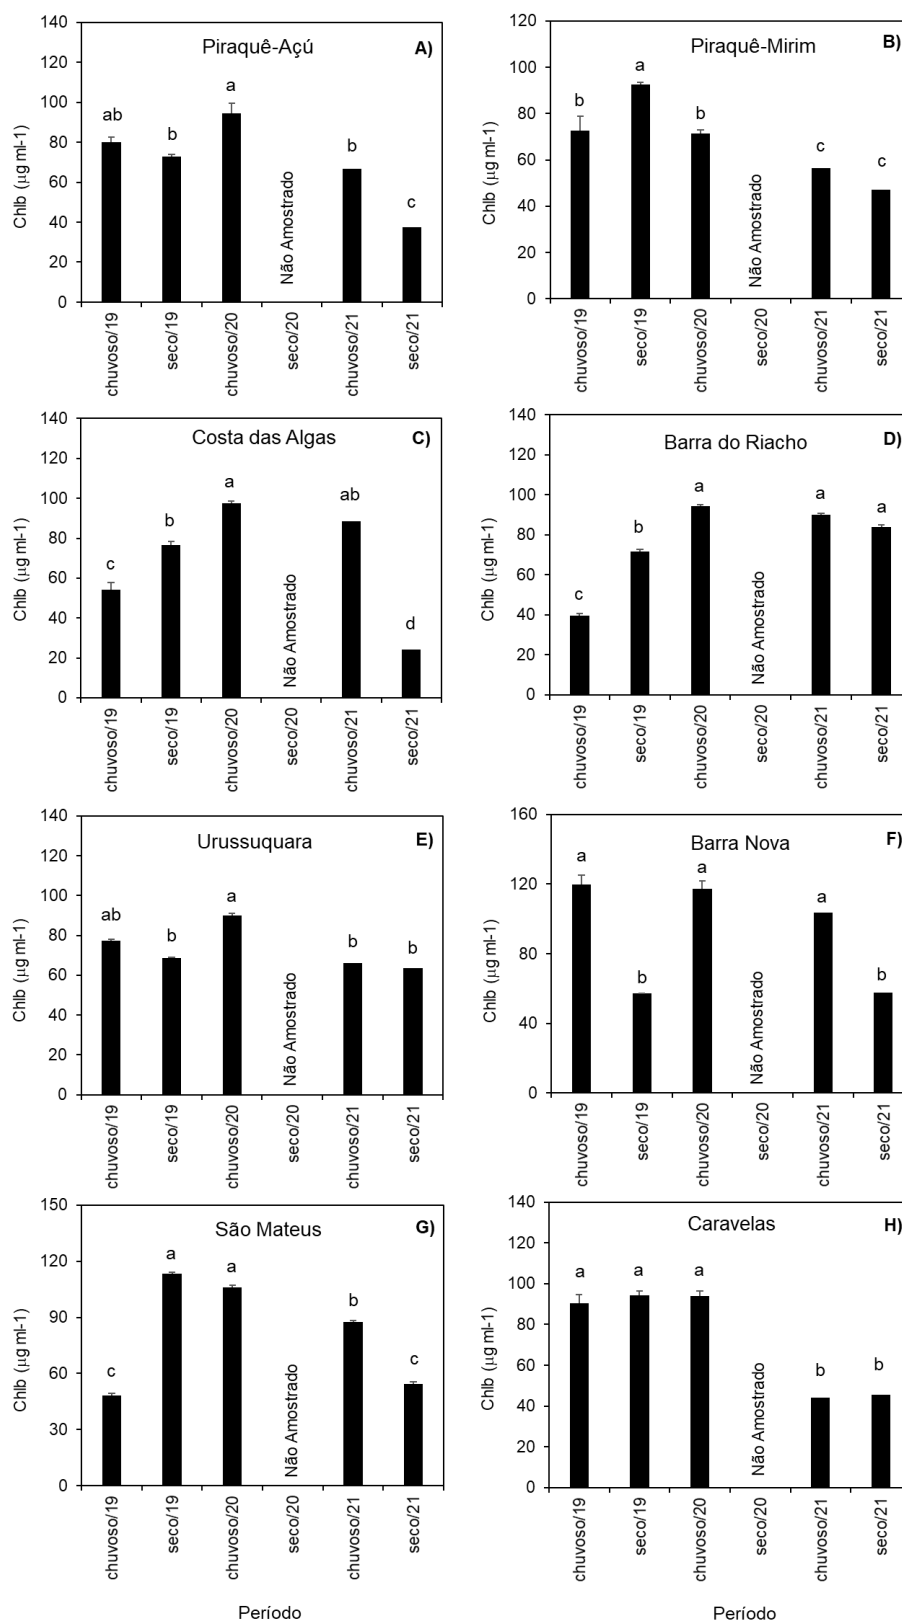 Piraquê-Açú
A)
Chlb (µg ml-1)
140
120
100
80
60
40
20
0
ab
b
a
Não Amostrado
b
c
chuvoso/19
seco/19
chuvoso/20
seco/20
chuvoso/21
seco/21
Piraquê-Mirim
B)
Chlb (µg ml-1)
120
100
80
60
40
20
0
b
a
b
Não Amostrado
c
c
chuvoso/19
seco/19
chuvoso/20
seco/20
chuvoso/21
seco/21
Costa das Algas
C)
Chlb (µg ml-1)
140
120
100
80
60
40
20
0
c
b
a
Não Amostrado
ab
d
chuvoso/19
seco/19
chuvoso/20
seco/20
chuvoso/21
seco/21
Barra do Riacho
D)
Chlb (µg ml-1)
140
120
100
80
60
40
20
0
c
b
a
Não Amostrado
a
a
chuvoso/19
seco/19
chuvoso/20
seco/20
chuvoso/21
seco/21
Urussuquara
E)
Chlb (µg ml-1)
140
120
100
80
60
40
20
0
ab
b
a
Não Amostrado
b
b
chuvoso/19
seco/19
chuvoso/20
seco/20
chuvoso/21
seco/21
Barra Nova
F)
Chlb (µg ml-1)
160
120
80
40
0
a
b
a
Não Amostrado
a
b
chuvoso/19
seco/19
chuvoso/20
seco/20
chuvoso/21
seco/21
São Mateus
G)
Chlb (µg ml-1)
150
120
90
60
30
0
c
a
a
Não Amostrado
b
c
chuvoso/19
seco/19
chuvoso/20
seco/20
chuvoso/21
seco/21
Período
Caravelas
H)
Chlb (µg ml-1)
140
120
100
80
60
40
20
0
a
a
a
Não Amostrado
b
b
chuvoso/19
seco/19
chuvoso/20
seco/20
chuvoso/21
seco/21
Período